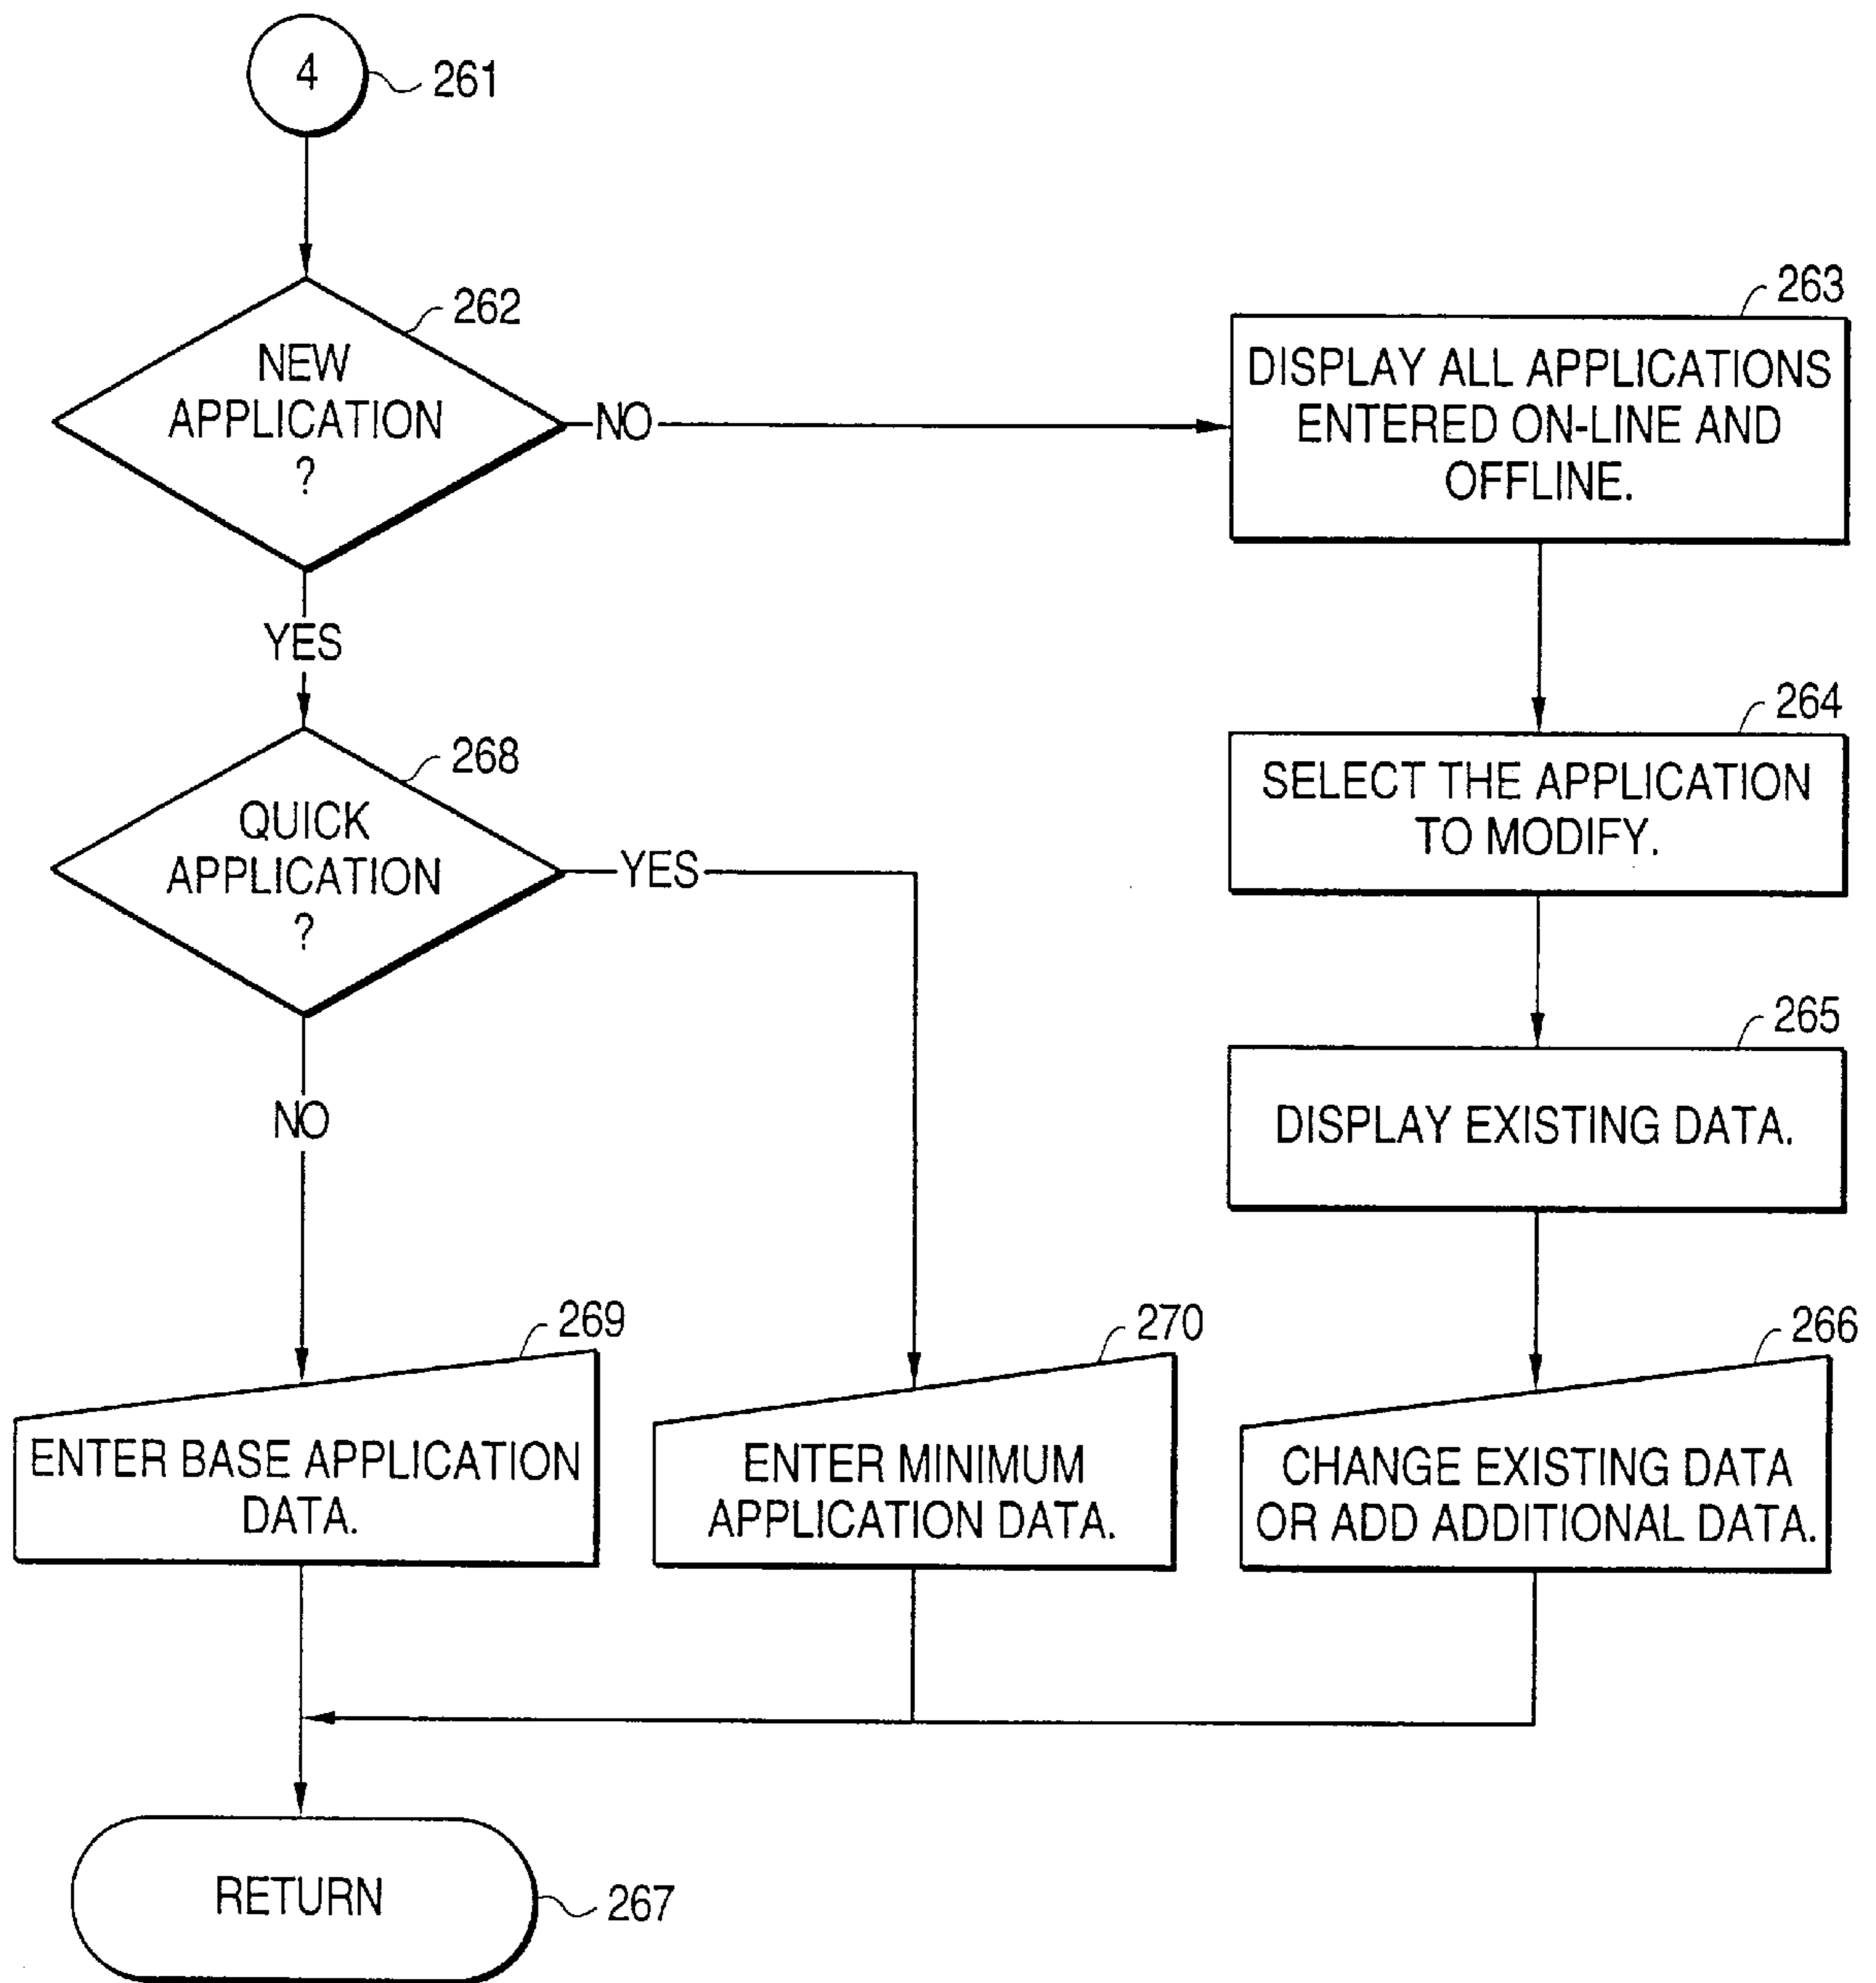 4
261
262
NEW
APPLICATION
?
NO
263
DISPLAY ALL APPLICATIONS
ENTERED ON-LINE AND
OFFLINE.
YES
264
SELECT THE APPLICATION
TO MODIFY.
268
QUICK
APPLICATION
?
YES
265
DISPLAY EXISTING DATA.
NO
269
ENTER BASE APPLICATION
DATA.
270
ENTER MINIMUM
APPLICATION DATA.
266
CHANGE EXISTING DATA
OR ADD ADDITIONAL DATA.
RETURN
267